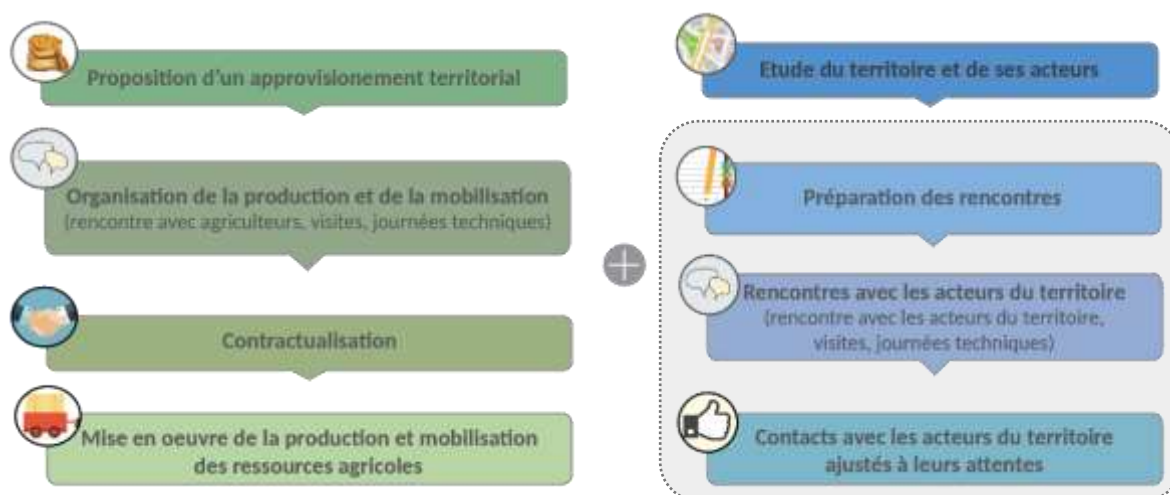 Proposition d'un approvisionement territorial
Organisation de la production et de la mobilisation
(rencontre avec agriculteurs, visites, journées techniques)
Contractualisation
Mise en oeuvre de la production et mobilisation
des ressources agricoles
Etude du territoire et de ses acteurs
Préparation des rencontres
Rencontres avec les acteurs du territoire
(rencontre avec les acteurs du territoire,
visites, journées techniques)
Contacts avec les acteurs du territoire
ajustés à leurs attentes